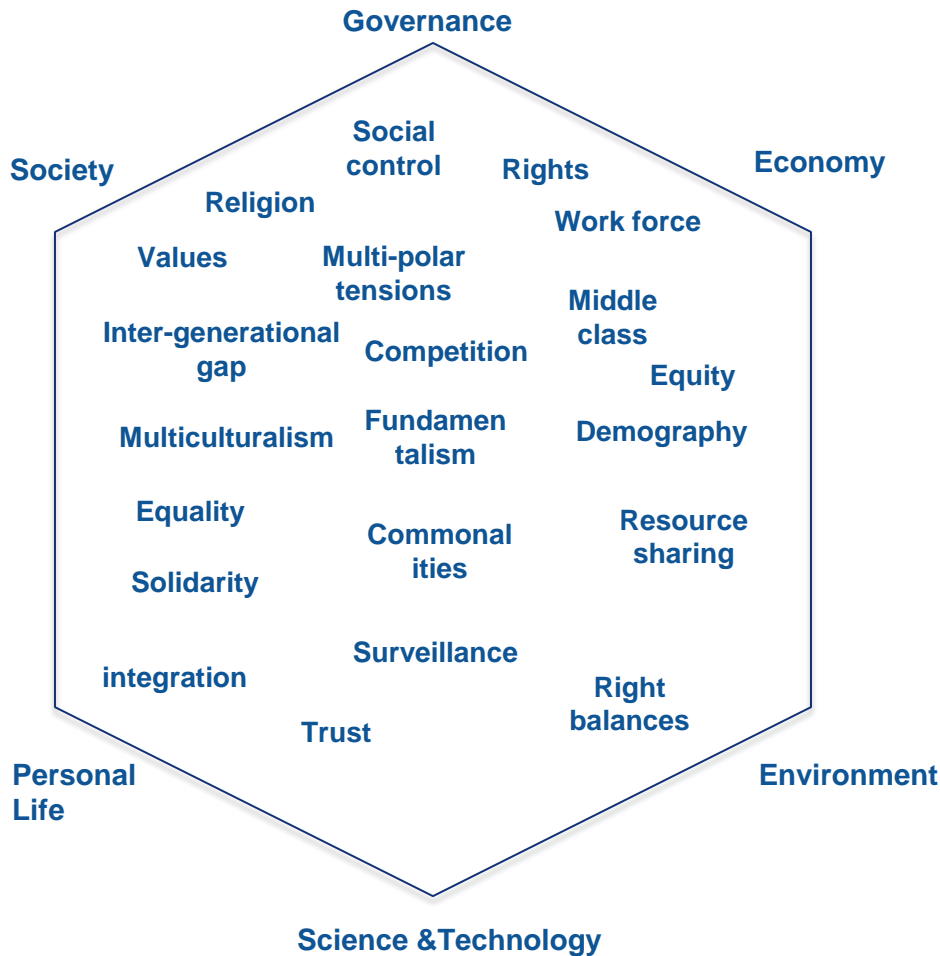 Governance
Society
Economy
Social
control
Rights
Religion
Work force
Values
Multi-polar
tensions
Middle
class
Inter-generational
gap
Competition
Equity
Multiculturalism
Fundamen
talism
Demography
Equality
Commonal
ities
Resource
sharing
Solidarity
integration
Surveillance
Right
balances
Trust
Personal
Life
Environment
Science &Technology